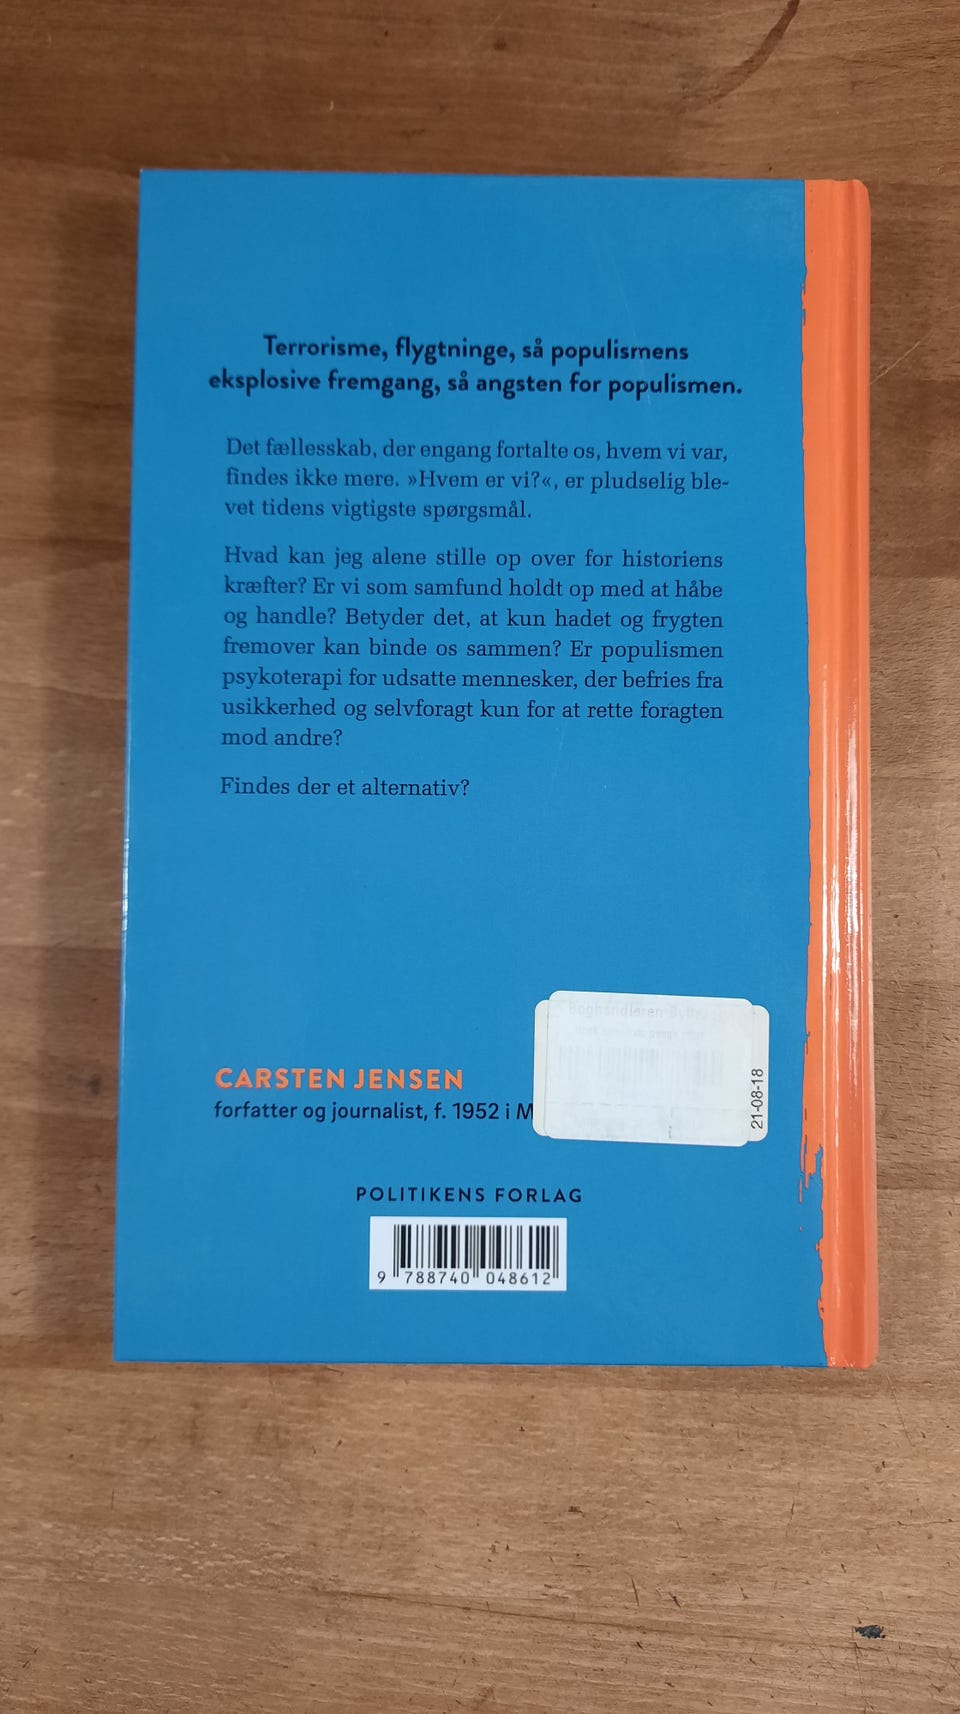 Terrorisme, flygtninge, så populismens
eksplosive fremgang, så angsten for populismen.
Det fællesskab, der engang fortalte os, hvem vi var,
findes ikke mere. »Hvem er vi?«, er pludselig ble-
vet tidens vigtigste spørgsmål.
Hvad kan jeg alene stille op over for historiens
kræfter? Er vi som samfund holdt op med at håbe
og handle? Betyder det, at kun hadet og frygten
fremover kan binde os sammen? Er populismen
psykoterapi for udsatte mennesker, der befries fra
usikkerhed og selvforagt kun for at rette foragten
mod andre?
Findes der et alternativ?
Boghandleren
CARSTEN JENSEN
forfatter og journalist, f. 1952 i M
21-08-18
POLITIKENS FORLAG
9 788740 048612